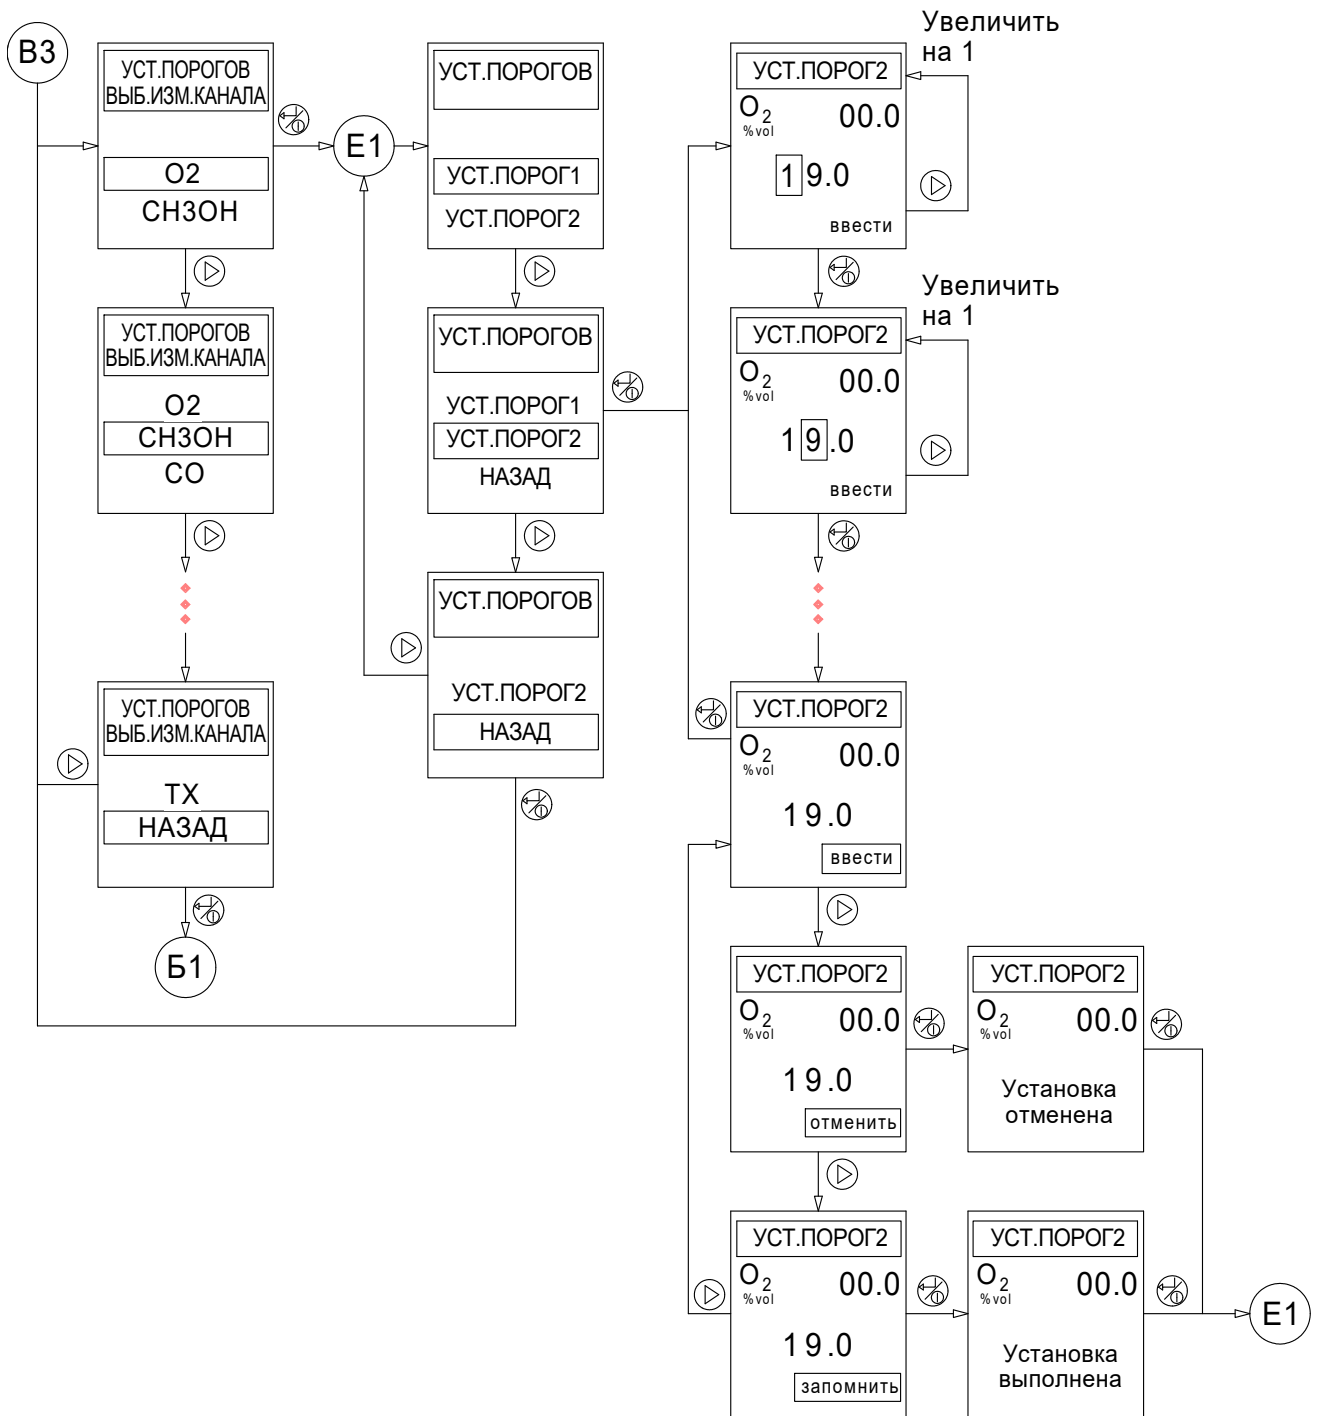 В3
УСТ.ПОРОГОВ
ВЫБ.ИЗМ.КАНАЛА
О2
СН3ОН
УСТ.ПОРОГОВ
ВЫБ.ИЗМ.КАНАЛА
О2
СН3ОН
СО
УСТ.ПОРОГОВ
ВЫБ.ИЗМ.КАНАЛА
ТХ
НАЗАД
Б1
Е1
УСТ.ПОРОГОВ
УСТ.ПОРОГ1
УСТ.ПОРОГ2
УСТ.ПОРОГОВ
УСТ.ПОРОГ1
УСТ.ПОРОГ2
НАЗАД
УСТ.ПОРОГОВ
УСТ.ПОРОГ2
НАЗАД
Увеличить
на 1
УСТ.ПОРОГ2
O2 00.0
%vol
19.0
ввести
Увеличить
на 1
УСТ.ПОРОГ2
O2 00.0
%vol
19.0
ввести
УСТ.ПОРОГ2
O2 00.0
%vol
19.0
ввести
УСТ.ПОРОГ2
O2 00.0
%vol
19.0
отменить
УСТ.ПОРОГ2
O2 00.0
%vol
Установка
отменена
УСТ.ПОРОГ2
O2 00.0
%vol
19.0
запомнить
УСТ.ПОРОГ2
O2 00.0
%vol
Установка
выполнена
Е1